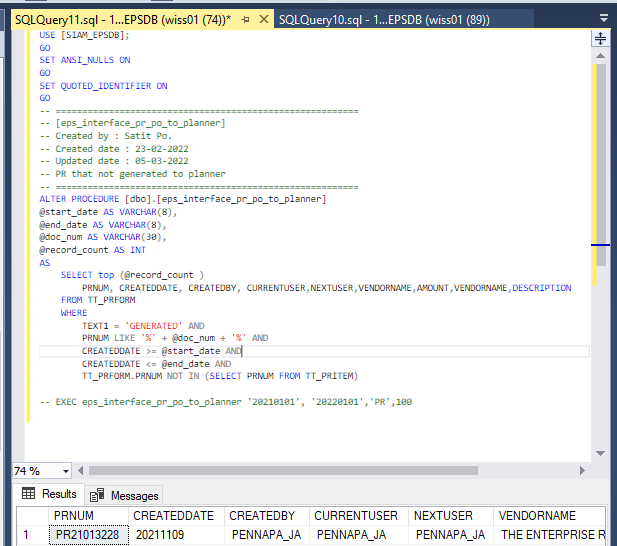 SQLQuery11.sql - 1...EPSDB (wiss01 (74))* SQLQuery10.sql - 1...EPSDB (wiss01 (89))
USE [SIAM_EPSDB];
GO
SET ANSI_NULLS ON
GO
SET QUOTED_IDENTIFIER ON
GO
-- =========================================================
-- [eps_interface_pr_po_to_planner]
-- Created by : Satit Po.
-- Created date : 23-02-2022
-- Updated date : 05-03-2022
-- PR that not generated to planner
-- =========================================================
ALTER PROCEDURE [dbo].[eps_interface_pr_po_to_planner]
@start_date AS VARCHAR(8),
@end_date AS VARCHAR(8),
@doc_num AS VARCHAR(30),
@record_count AS INT
AS
SELECT top (@record_count )
PRNUM, CREATEDDATE, CREATEDBY, CURRENTUSER,NEXTUSER,VENDORNAME,AMOUNT,VENDORNAME,DESCRIPTION
FROM TT_PRFORM
WHERE
TEXT1 = 'GENERATED' AND
PRNUM LIKE '%' + @doc_num + '%' AND
CREATEDDATE >= @start_date AND
CREATEDDATE <= @end_date AND
TT_PRFORM.PRNUM NOT IN (SELECT PRNUM FROM TT_PRITEM)
-- EXEC eps_interface_pr_po_to_planner '20210101', '20220101','PR',100
74 %
Results Messages
PRNUM CREATEDDATE CREATEDBY CURRENTUSER NEXTUSER VENDORNAME
1 PR21013228 20211109 PENNAPA_JA PENNAPA_JA PENNAPA_JA THE ENTERPRISE R